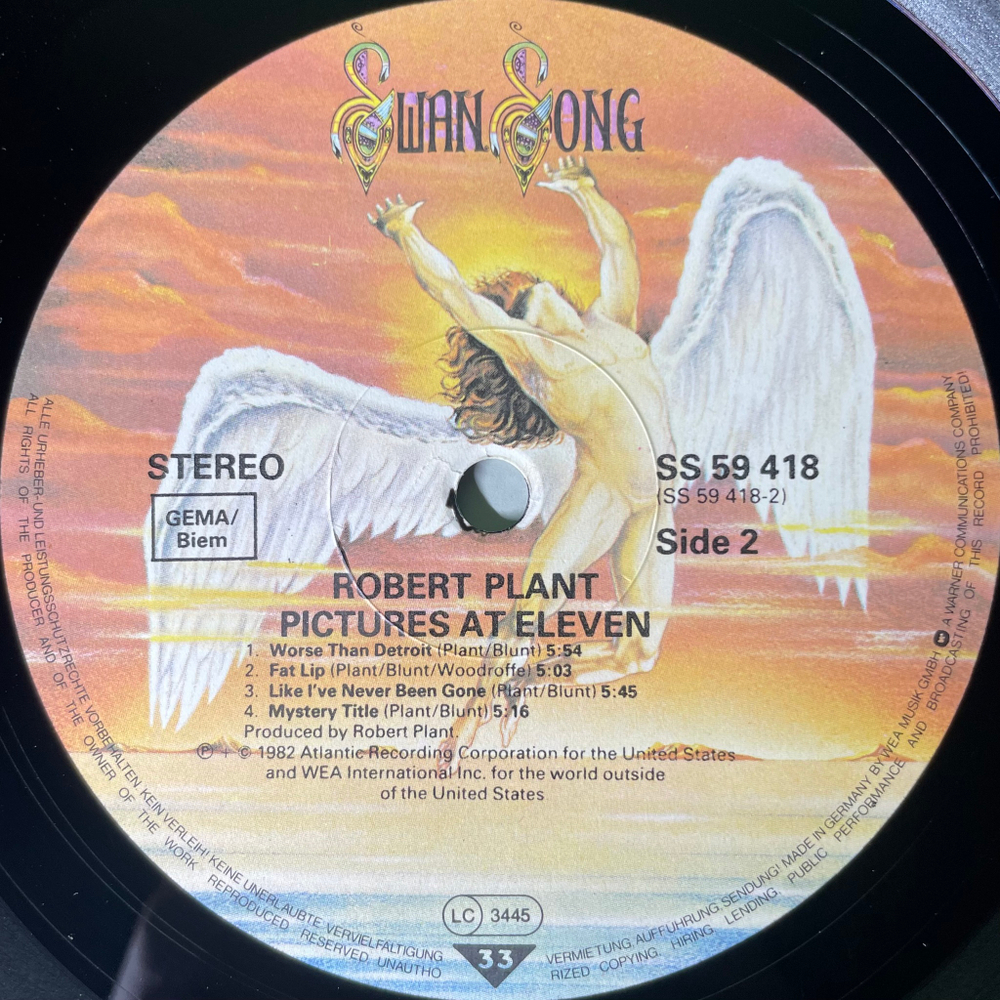 SWAN SONG
STEREO
GEMA/
Biem
SS 59 418
(SS 59 418-2)
Side 2
ROBERT PLANT
PICTURES AT ELEVEN
1. Worse Than Detroit (Plant/Blunt) 5:54
2. Fat Lip (Plant/Blunt/Woodroffe) 5:03
3. Like I've Never Been Gone (Plant/Blunt) 5:45
4. Mystery Title (Plant/Blunt) 5:16
Produced by Robert Plant.
℗ + © 1982 Atlantic Recording Corporation for the United States
and WEA International Inc. for the world outside
of the United States
LC 3445
33
ALLE URHEBER- UND LEISTUNGSSCHUTZRECHTE VORBEHALTEN KEIN VERLEIH! KEINE UNERLAUBTE VERVIELFÄLTIGUNG
VERMIETUNG, AUFFÜHRUNG, SENDUNG! MADE IN GERMANY BY WEA MUSIK GMBH A WARNER COMMUNICATIONS COMPANY
ALL RIGHTS OF THE PRODUCER AND OF THE OWNER OF THE WORK REPRODUCED RESERVED. UNAUTHO
RIZED COPYING, HIRING, LENDING, PUBLIC PERFORMANCE AND BROADCASTING OF THIS RECORD PROHIBITED!